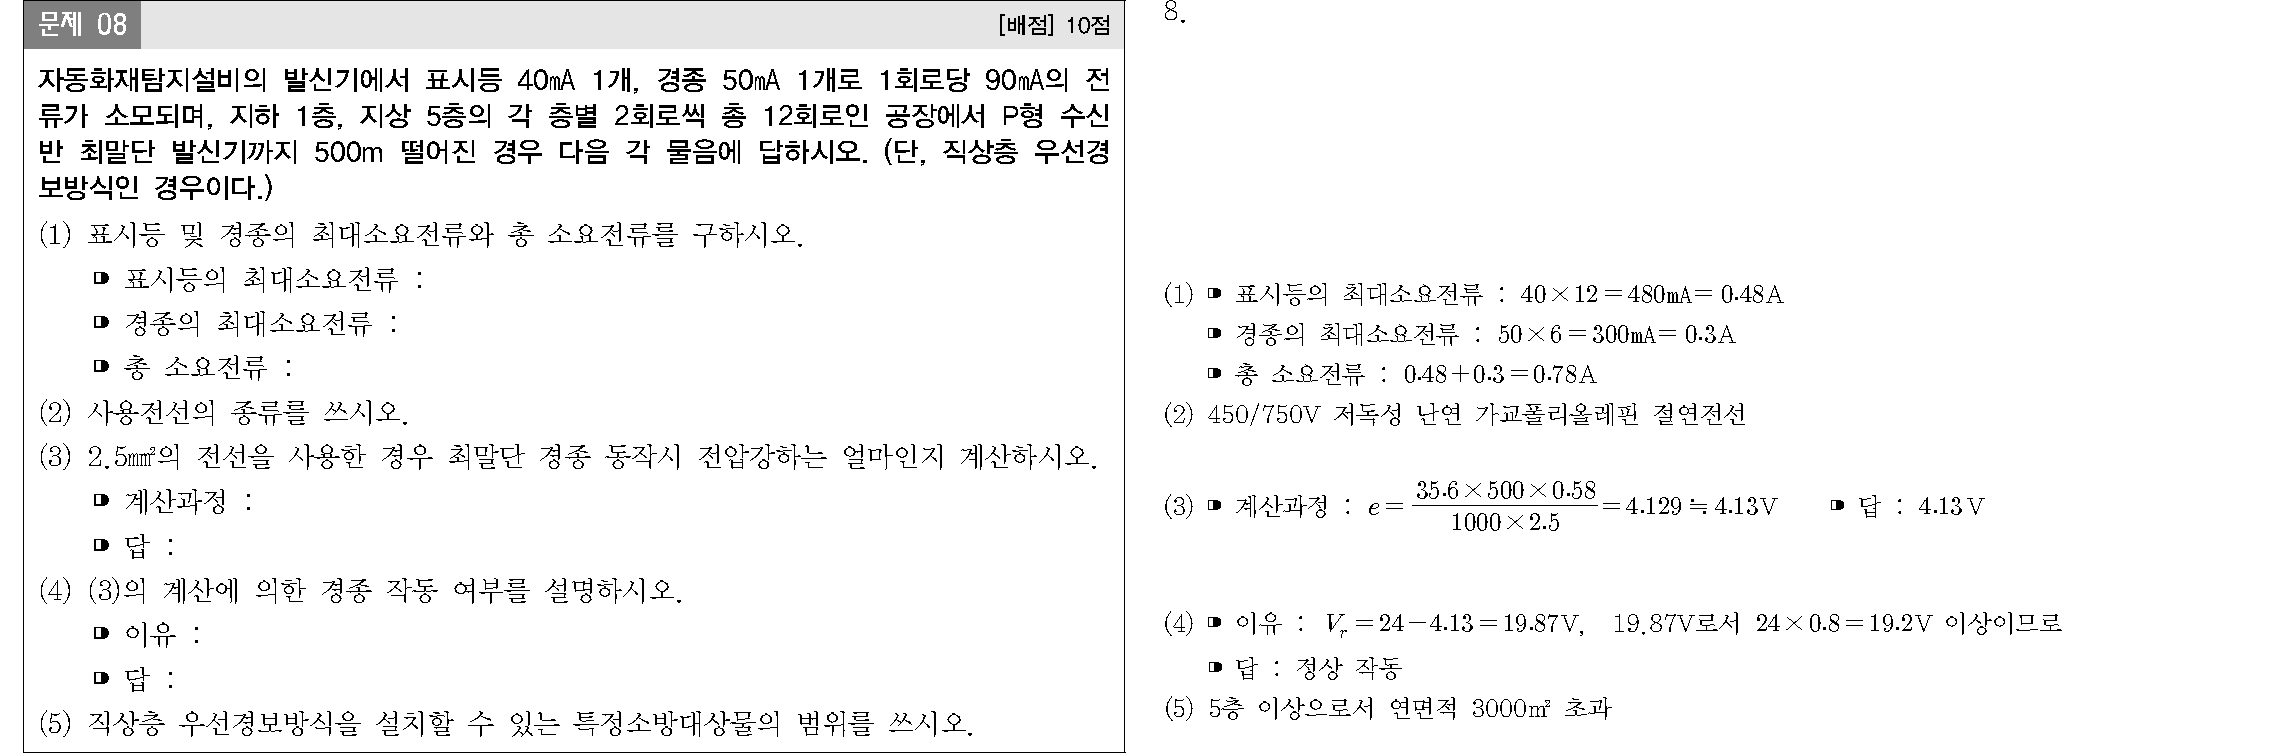 문제 08
[배점] 10점
자동화재탐지설비의 발신기에서 표시등 40㎃ 1개, 경종 50㎃ 1개로 1회로당 90㎃의 전
류가 소모되며, 지하 1층, 지상 5층의 각 층별 2회로씩 총 12회로인 공장에서 P형 수신
반 최말단 발신기까지 500m 떨어진 경우 다음 각 물음에 답하시오. (단, 직상층 우선경
보방식인 경우이다.)
(1) 표시등 및 경종의 최대소요전류와 총 소요전류를 구하시오.
표시등의 최대소요전류 :
경종의 최대소요전류 :
총 소요전류 :
(2) 사용전선의 종류를 쓰시오.
(3) 2.5㎟의 전선을 사용한 경우 최말단 경종 동작시 전압강하는 얼마인지 계산하시오.
계산과정 :
답 :
(4) (3)의 계산에 의한 경종 작동 여부를 설명하시오.
이유 :
답 :
(5) 직상층 우선경보방식을 설치할 수 있는 특정소방대상물의 범위를 쓰시오.
8.
(1) 표시등의 최대소요전류 : 40×12=480㎃=0.48A
경종의 최대소요전류 : 50×6=300㎃=0.3A
총 소요전류 : 0.48+0.3=0.78A
(2) 450/750V 저독성 난연 가교폴리올레핀 절연전선
(3) 계산과정 : e = (35.6×500×0.58)/(1000×2.5) = 4.129≒4.13V 답 : 4.13V
(4) 이유 : Vr=24-4.13=19.87V, 19.87V로서 24×0.8=19.2V 이상이므로
답 : 정상 작동
(5) 5층 이상으로서 연면적 3000㎡ 초과